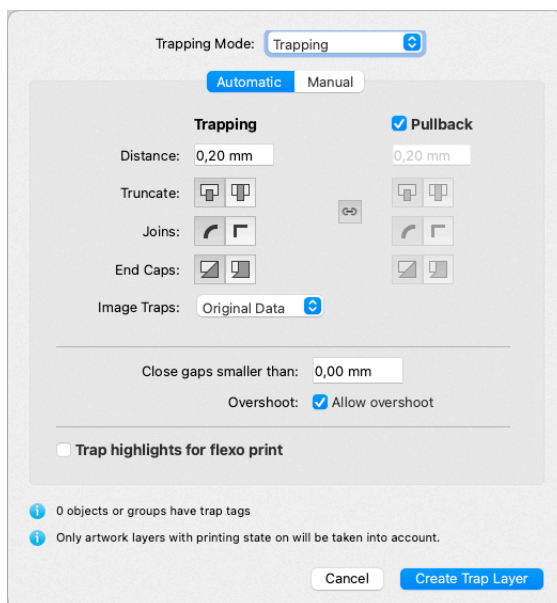 Trapping Mode: Trapping
Automatic Manual
Trapping Pullback
Distance: 0,20 mm 0,20 mm
Truncate:
Joins:
End Caps:
Image Traps: Original Data
Close gaps smaller than: 0,00 mm
Overshoot: Allow overshoot
Trap highlights for flexo print
0 objects or groups have trap tags
Only artwork layers with printing state on will be taken into account.
Cancel Create Trap Layer